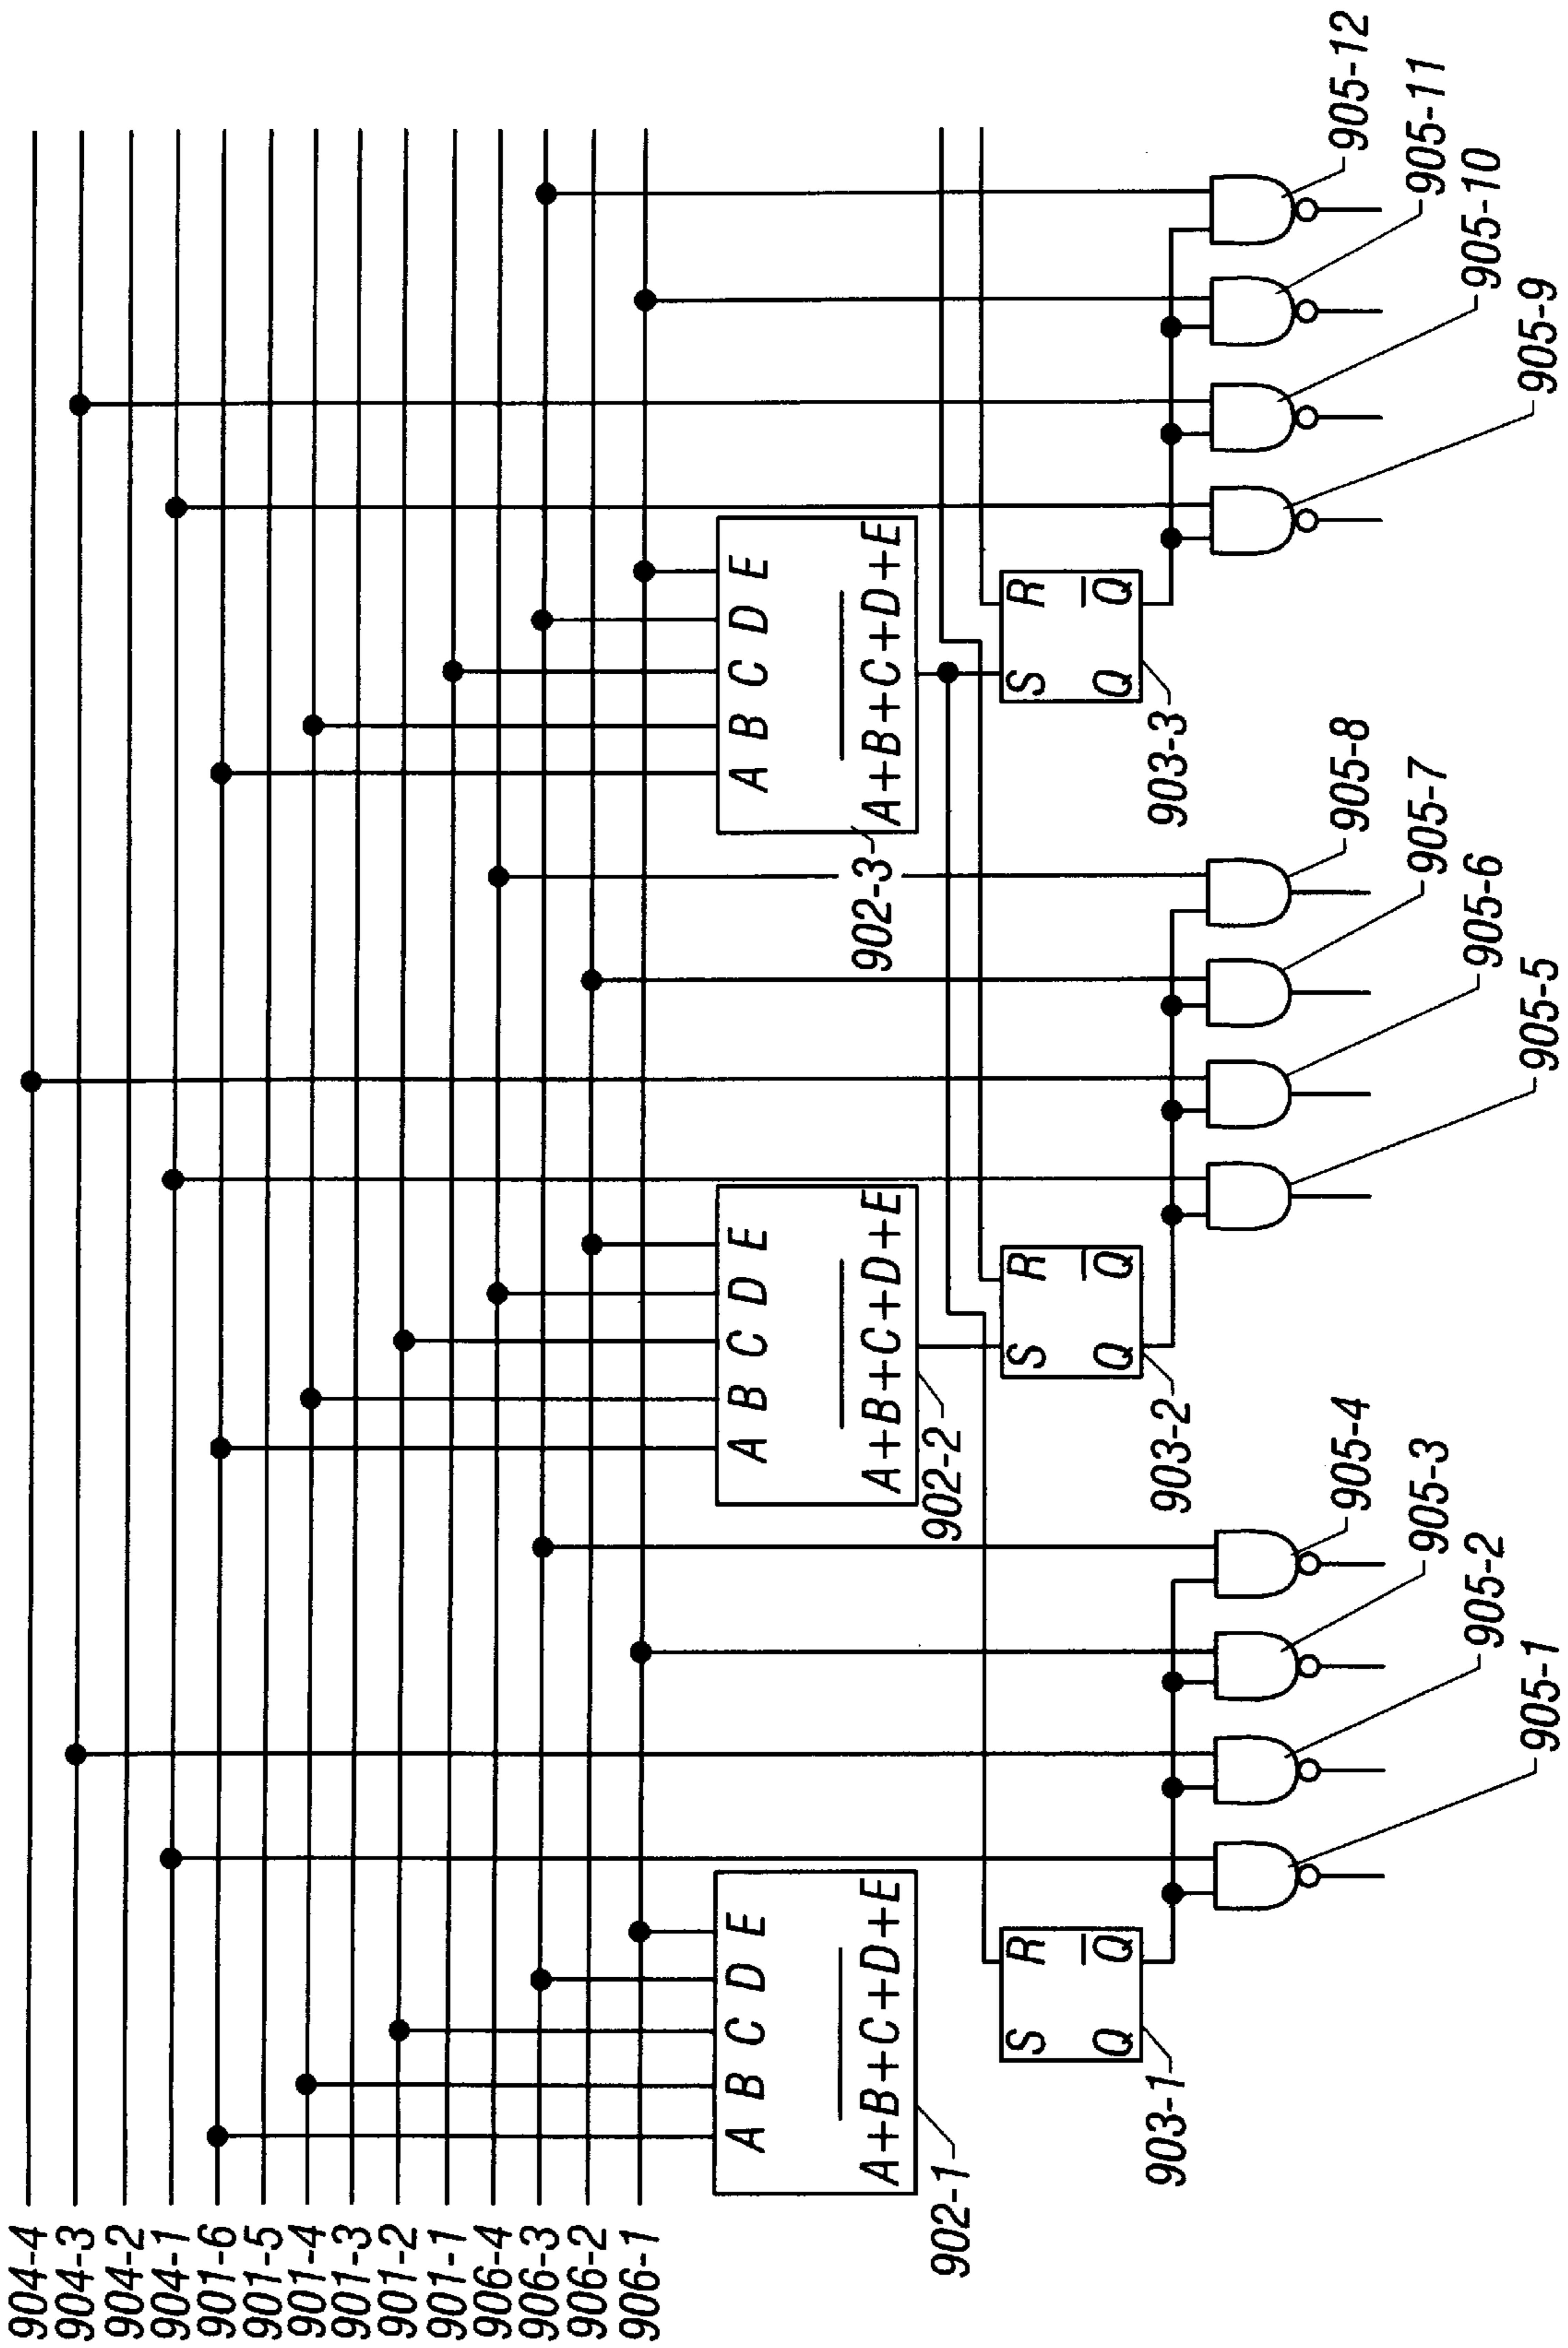 904-4
904-3
904-2
904-1
901-6
901-5
901-4
901-3
901-2
901-1
906-4
906-3
906-2
906-1
A B C D E
A+B+C+D+E
902-1
S R
Q Q
903-1
905-1
905-2
905-3
905-4
A B C D E
A+B+C+D+E
902-2
S R
Q Q
903-2
905-5
905-6
905-7
905-8
A B C D E
A+B+C+D+E
902-3
S R
Q Q
903-3
905-9
905-10
905-11
905-12